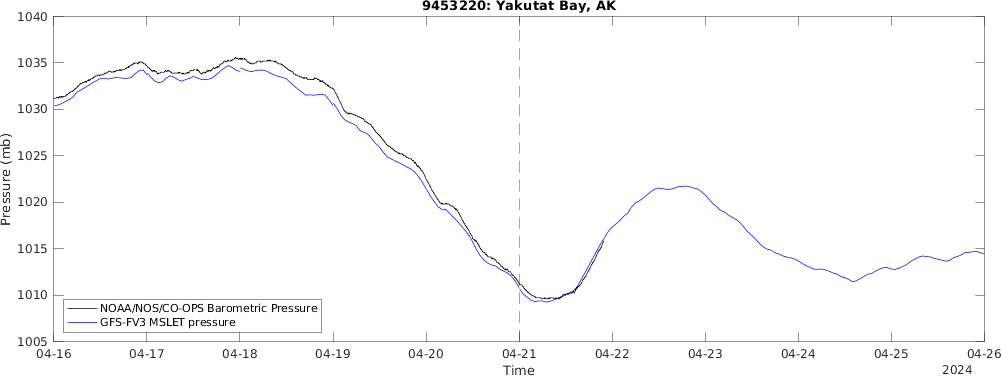 9453220: Yakutat Bay, AK
1040
1035
1030
1025
1020
1015
1010
1005
Pressure (mb)
NOAA/NOS/CO-OPS Barometric Pressure
GFS-FV3 MSLET pressure
04-16 04-17 04-18 04-19 04-20 04-21 04-22 04-23 04-24 04-25 04-26
Time
2024